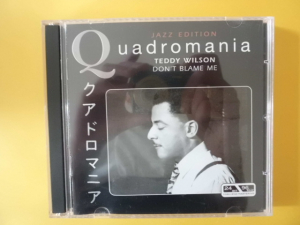 JAZZ EDITION
Quadromania
TEDDY WILSON
DON'T BLAME ME
クアドロマニア